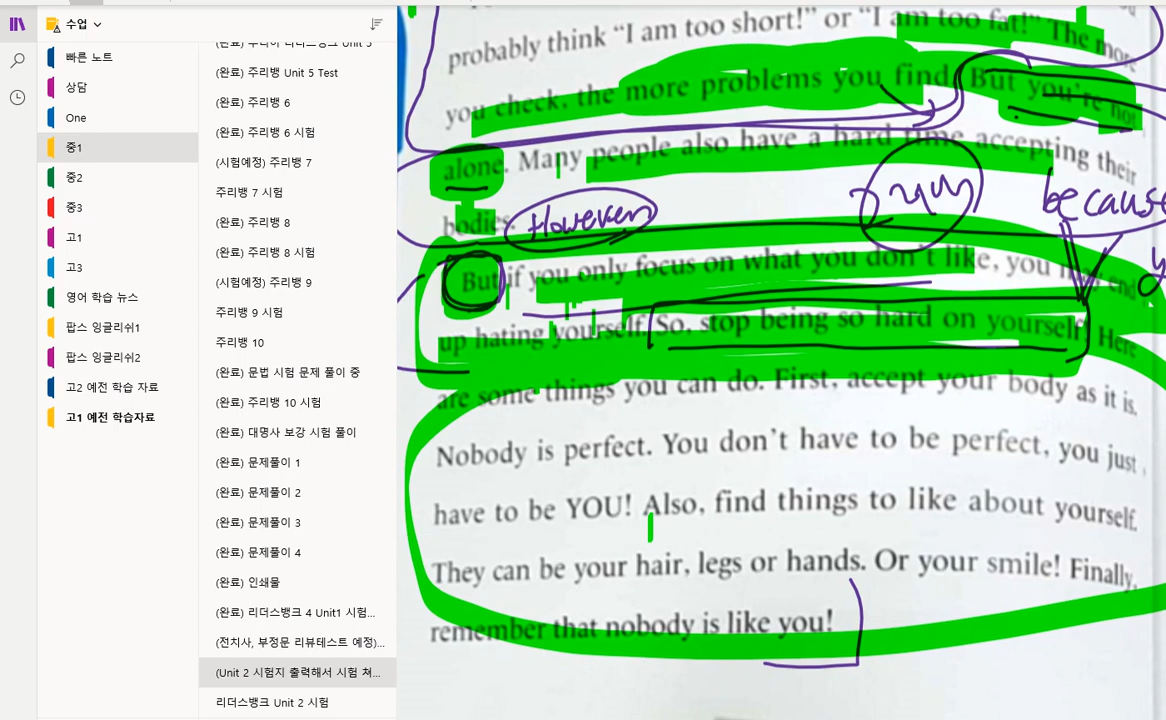 수업
빠른 노트
상담
One
중1
중2
중3
고1
고3
영어 학습 뉴스
팝스 잉글리쉬1
팝스 잉글리쉬2
고2 예전 학습 자료
고1 예전 학습자료
(완료) 주니어 리더스뱅크 Unit 5
(완료) 주리뱅 Unit 5 Test
(완료) 주리뱅 6
(완료) 주리뱅 6 시험
(시험예정) 주리뱅 7
주리뱅 7 시험
(완료) 주리뱅 8
(완료) 주리뱅 8 시험
(시험예정) 주리뱅 9
주리뱅 9 시험
주리뱅 10
(완료) 문법 시험 문제 풀이 중
(완료) 주리뱅 10 시험
(완료) 대명사 보강 시험 풀이
(완료) 문제풀이 1
(완료) 문제풀이 2
(완료) 문제풀이 3
(완료) 문제풀이 4
(완료) 인쇄물
(완료) 리더스뱅크 4 Unit1 시험...
(전치사, 부정문 리뷰테스트 예정)...
(Unit 2 시험지 출력해서 시험 쳐...
리더스뱅크 Unit 2 시험
probably think “I am too short!” or “I am too fat!” The more
you check, the more problems you find. But you’re not
alone. Many people also have a hard time accepting their
bodies.
However
because
But if you only focus on what you don’t like, you may end
up hating yourself. So, stop being so hard on yourself! Here
are some things you can do. First, accept your body as it is.
Nobody is perfect. You don’t have to be perfect, you just
have to be YOU! Also, find things to like about yourself.
They can be your hair, legs or hands. Or your smile! Finally,
remember that nobody is like you!